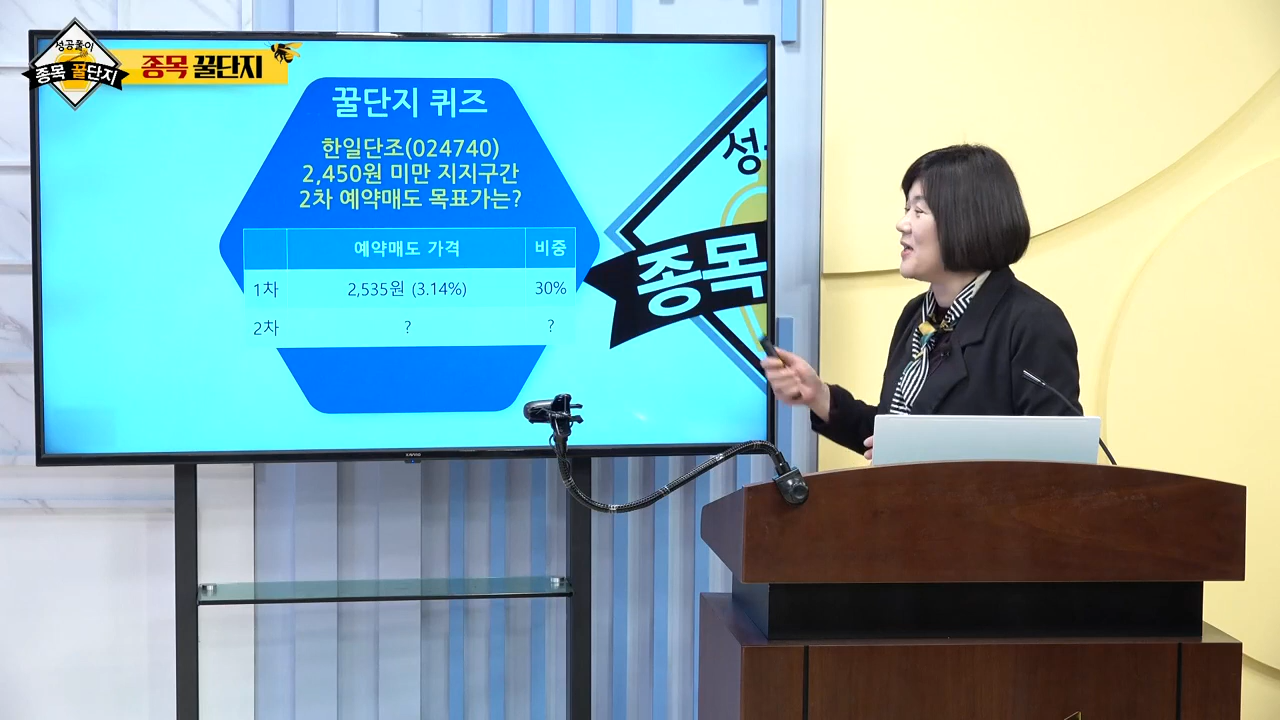 성공풀이
종목 꿀단지
종목 꿀단지
꿀단지 퀴즈
한일단조(024740)
2,450원 미만 지지구간
2차 예약매도 목표가는?
예약매도 가격 비중
1차 2,535원 (3.14%) 30%
2차 ? ?
성
종목